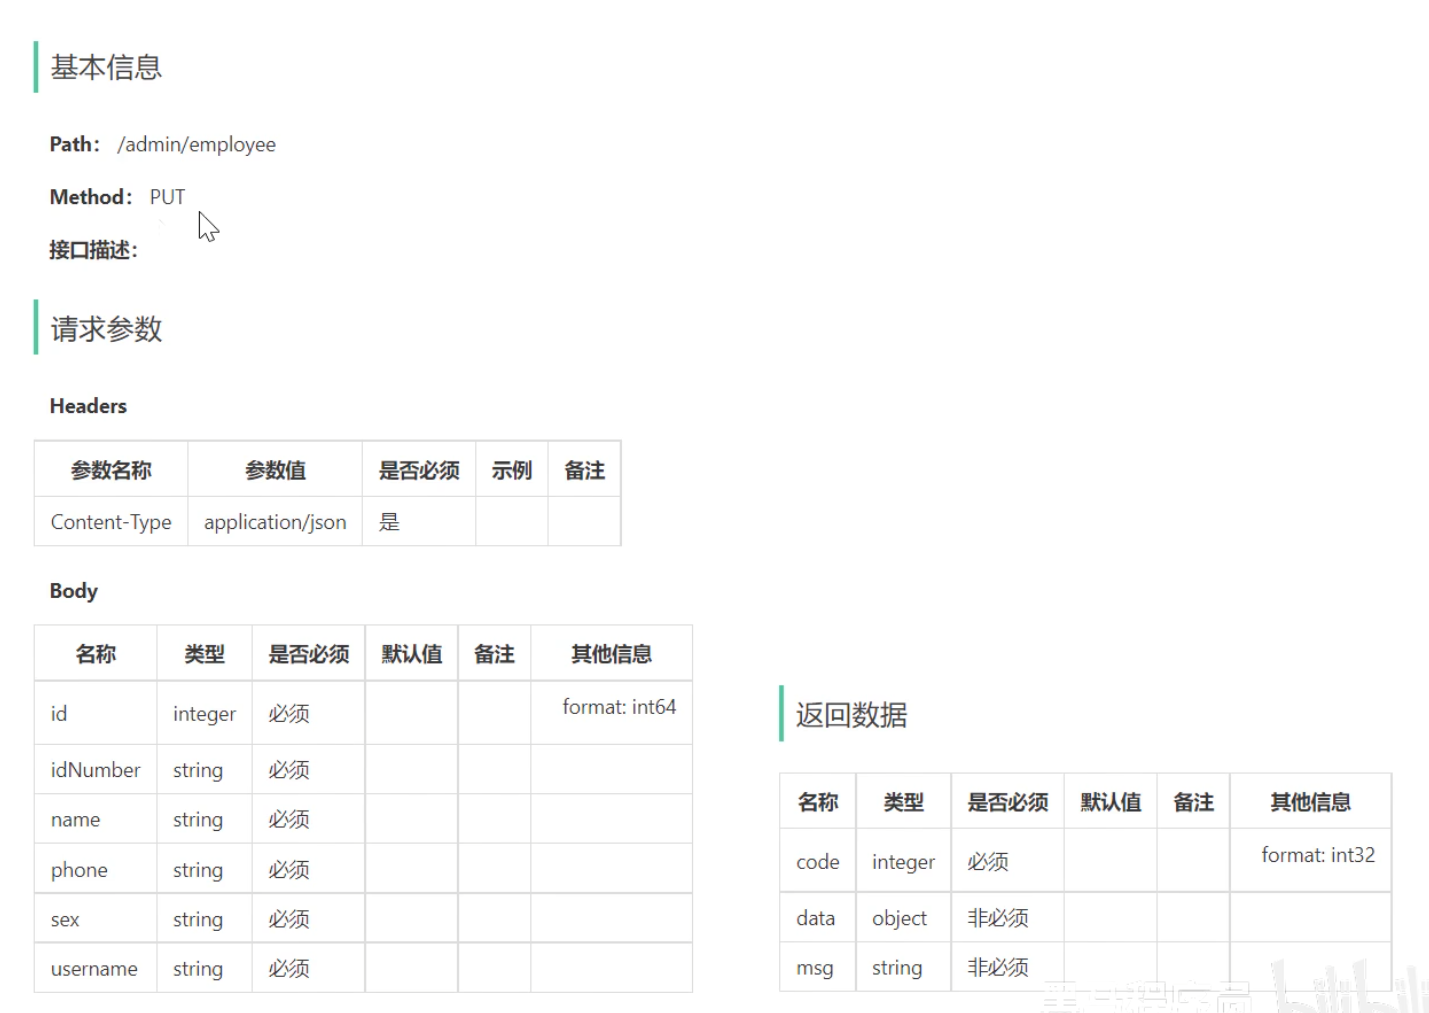 基本信息
Path： /admin/employee
Method： PUT
接口描述：
请求参数
Headers
参数名称 参数值 是否必须 示例 备注
Content-Type application/json 是
Body
名称 类型 是否必须 默认值 备注 其他信息
id integer 必须 format: int64
idNumber string 必须
name string 必须
phone string 必须
sex string 必须
username string 必须
返回数据
名称 类型 是否必须 默认值 备注 其他信息
code integer 必须 format: int32
data object 非必须
msg string 非必须
黑马程序员 bilibili